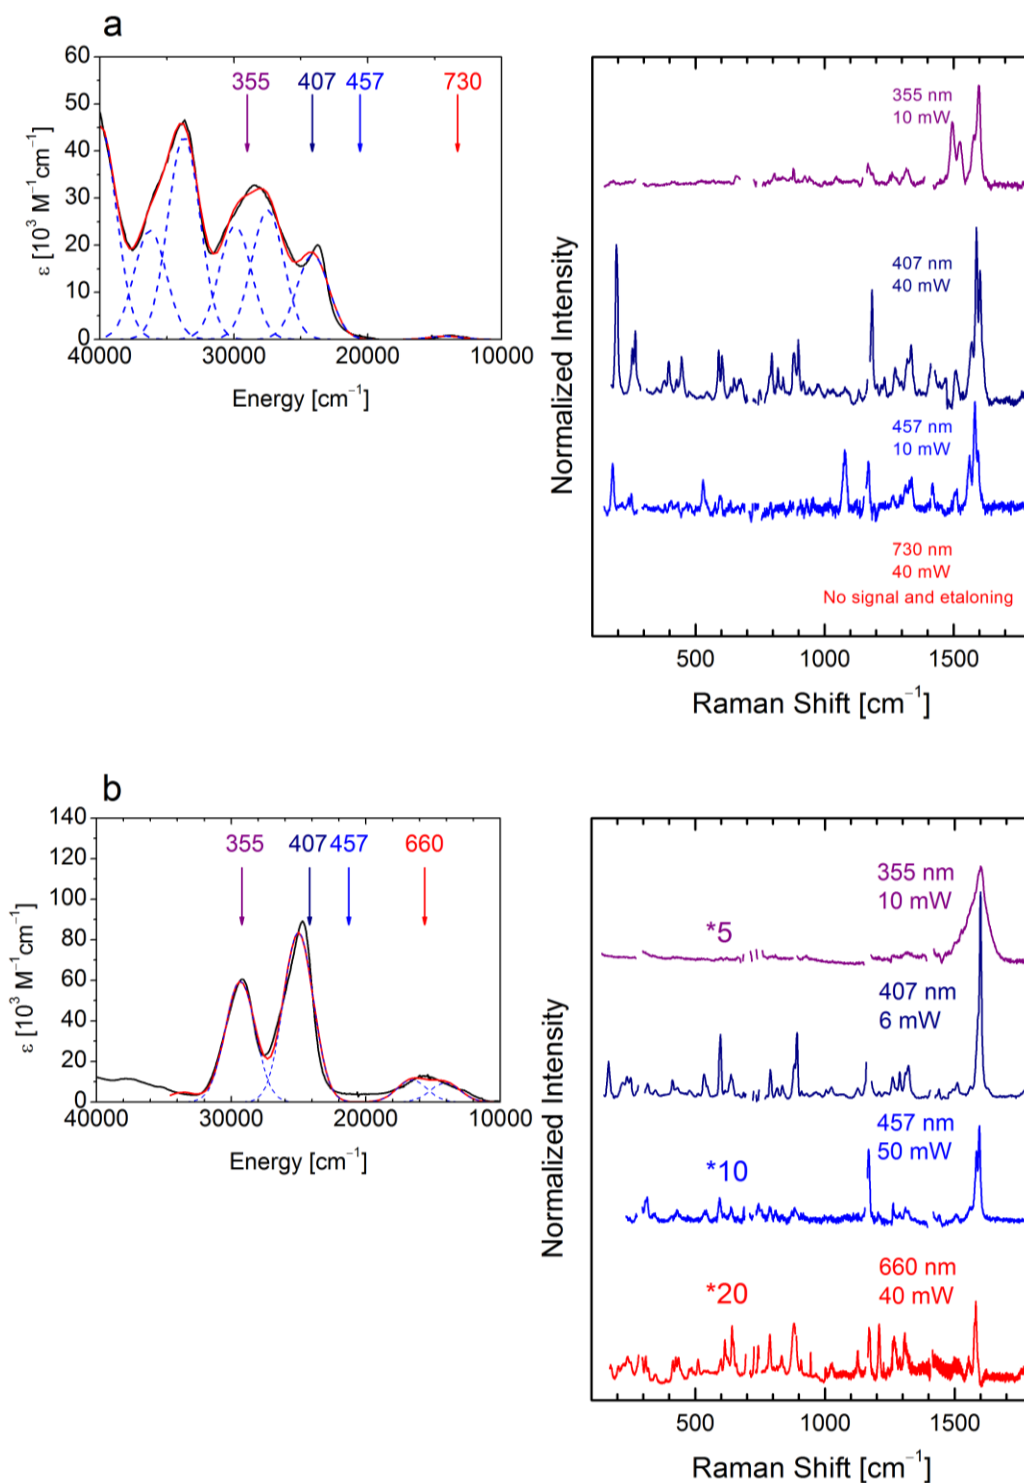 a
60
50
40
30
20
10
0
ε [10³ M⁻¹cm⁻¹]
355 407 457 730
40000 30000 20000 10000
Energy [cm⁻¹]
355 nm
10 mW
407 nm
40 mW
457 nm
10 mW
730 nm
40 mW
No signal and etaloning
Normalized Intensity
500 1000 1500
Raman Shift [cm⁻¹]
b
140
120
100
80
60
40
20
0
ε [10³ M⁻¹cm⁻¹]
355 407 457 660
40000 30000 20000 10000
Energy [cm⁻¹]
355 nm
10 mW
*5
407 nm
6 mW
457 nm
50 mW
*10
660 nm
40 mW
*20
Normalized Intensity
500 1000 1500
Raman Shift [cm⁻¹]